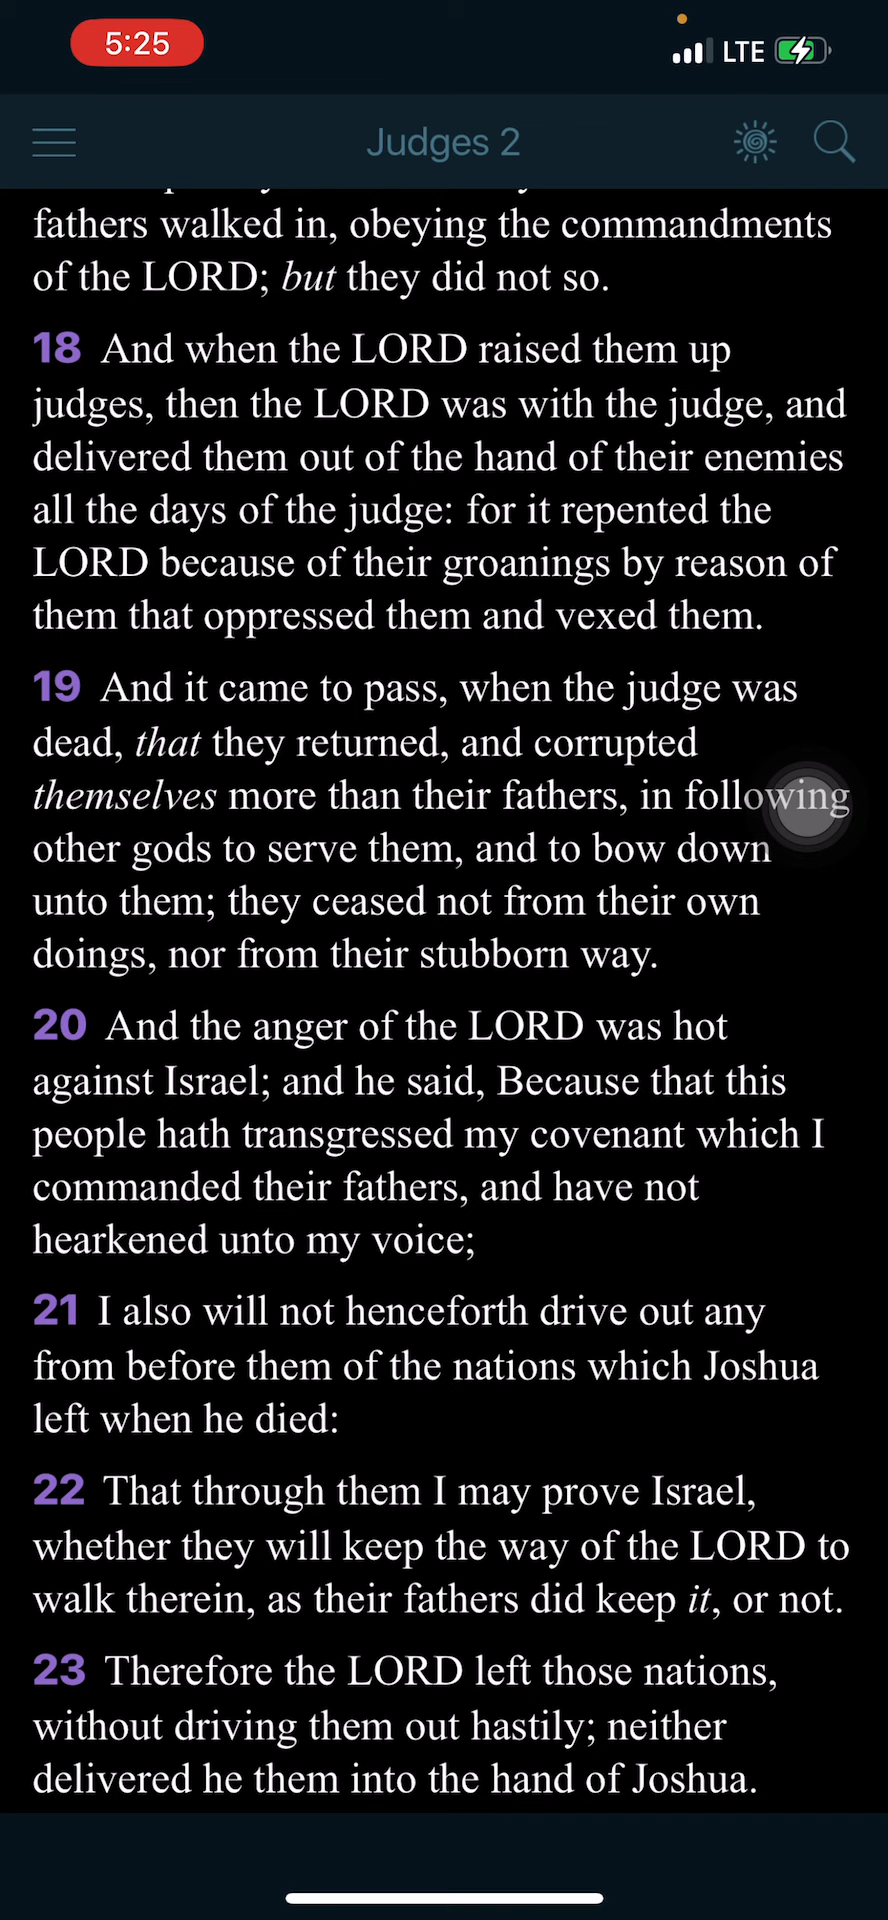 5:25
LTE
Judges 2
fathers walked in, obeying the commandments
of the LORD; but they did not so.
18 And when the LORD raised them up
judges, then the LORD was with the judge, and
delivered them out of the hand of their enemies
all the days of the judge: for it repented the
LORD because of their groanings by reason of
them that oppressed them and vexed them.
19 And it came to pass, when the judge was
dead, that they returned, and corrupted
themselves more than their fathers, in following
other gods to serve them, and to bow down
unto them; they ceased not from their own
doings, nor from their stubborn way.
20 And the anger of the LORD was hot
against Israel; and he said, Because that this
people hath transgressed my covenant which I
commanded their fathers, and have not
hearkened unto my voice;
21 I also will not henceforth drive out any
from before them of the nations which Joshua
left when he died:
22 That through them I may prove Israel,
whether they will keep the way of the LORD to
walk therein, as their fathers did keep it, or not.
23 Therefore the LORD left those nations,
without driving them out hastily; neither
delivered he them into the hand of Joshua.